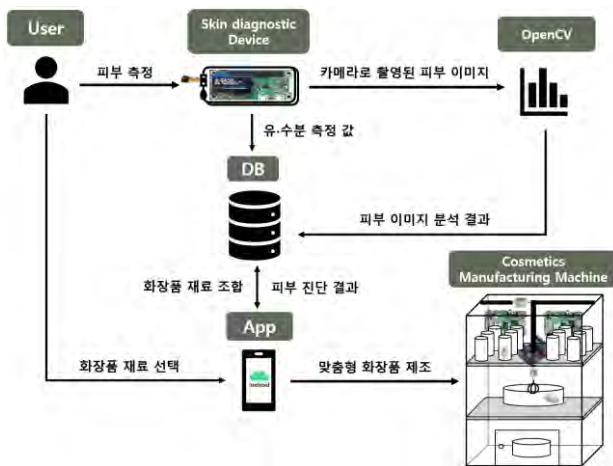 User
Skin diagnostic
Device
OpenCV
피부 측정
카메라로 촬영된 피부 이미지
유·수분 측정 값
DB
피부 이미지 분석 결과
Cosmetics
Manufacturing Machine
화장품 재료 조합
피부 진단 결과
App
화장품 재료 선택
맞춤형 화장품 제조